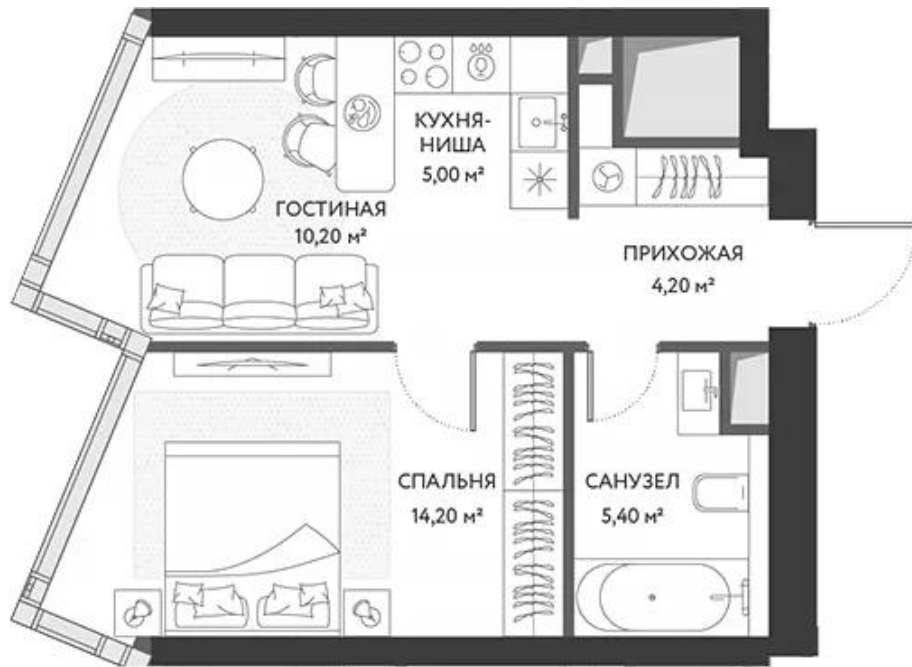 КУХНЯ-
НИША
5,00 м²
ГОСТИНАЯ
10,20 м²
ПРИХОЖАЯ
4,20 м²
СПАЛЬНЯ
14,20 м²
САНУЗЕЛ
5,40 м²